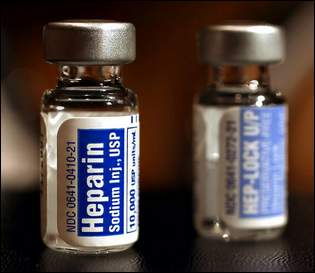 NDC 0641-0410-21
Heparin
Sodium Inj., USP
10,000 USP units/mL
NDC 0641-0272-21
HEP-LOCK U/P